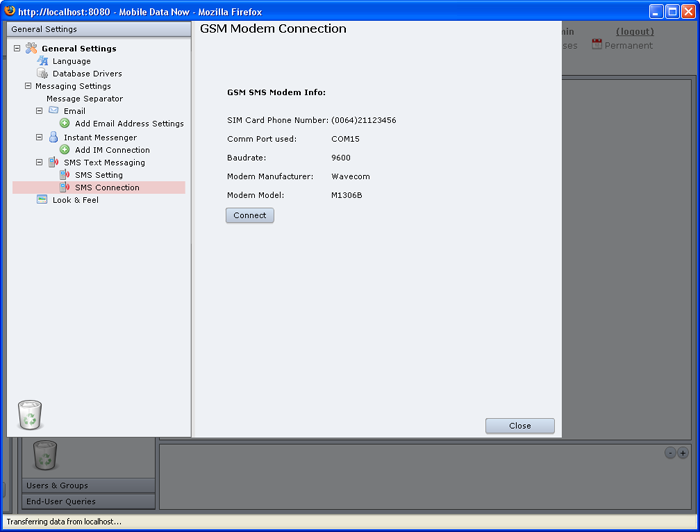 http://localhost:8080 - Mobile Data Now - Mozilla Firefox
General Settings
GSM Modem Connection
(logout)
Permanent
General Settings
Language
Database Drivers
Messaging Settings
Message Separator
Email
Add Email Address Settings
Instant Messenger
Add IM Connection
SMS Text Messaging
SMS Setting
SMS Connection
Look & Feel
GSM SMS Modem Info:
SIM Card Phone Number: (0064)21123456
Comm Port used: COM15
Baudrate: 9600
Modem Manufacturer: Wavecom
Modem Model: M1306B
Connect
Close
Users & Groups
End-User Queries
Transferring data from localhost...